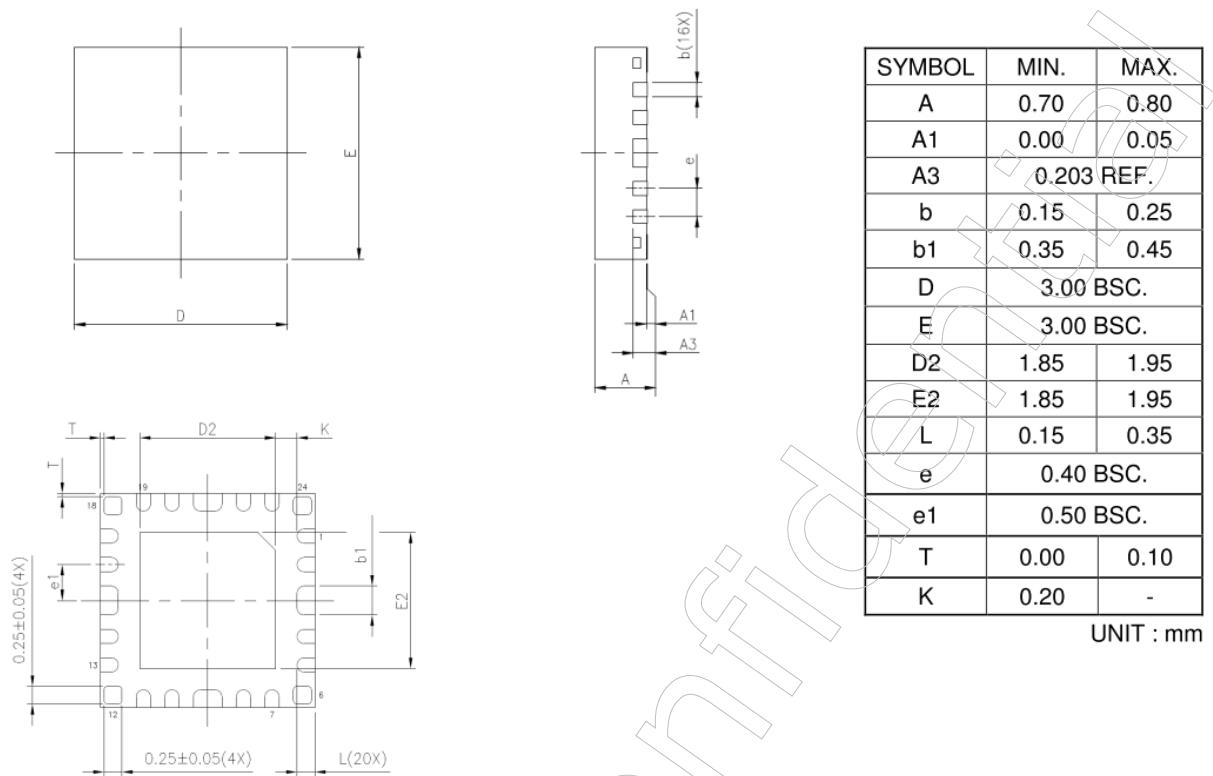 b(16X)
E
e
D
A1
A3
A
SYMBOL MIN. MAX.
A 0.70 0.80
A1 0.00 0.05
A3 0.203 REF.
b 0.15 0.25
b1 0.35 0.45
D 3.00 BSC.
E 3.00 BSC.
D2 1.85 1.95
E2 1.85 1.95
L 0.15 0.35
e 0.40 BSC.
e1 0.50 BSC.
T 0.00 0.10
K 0.20 -
UNIT : mm
T D2 K
T
19 24
18
1
e1
b1
E2
0.25±0.05(4X)
13
6
12 7
0.25±0.05(4X) L(20X)
onfidential